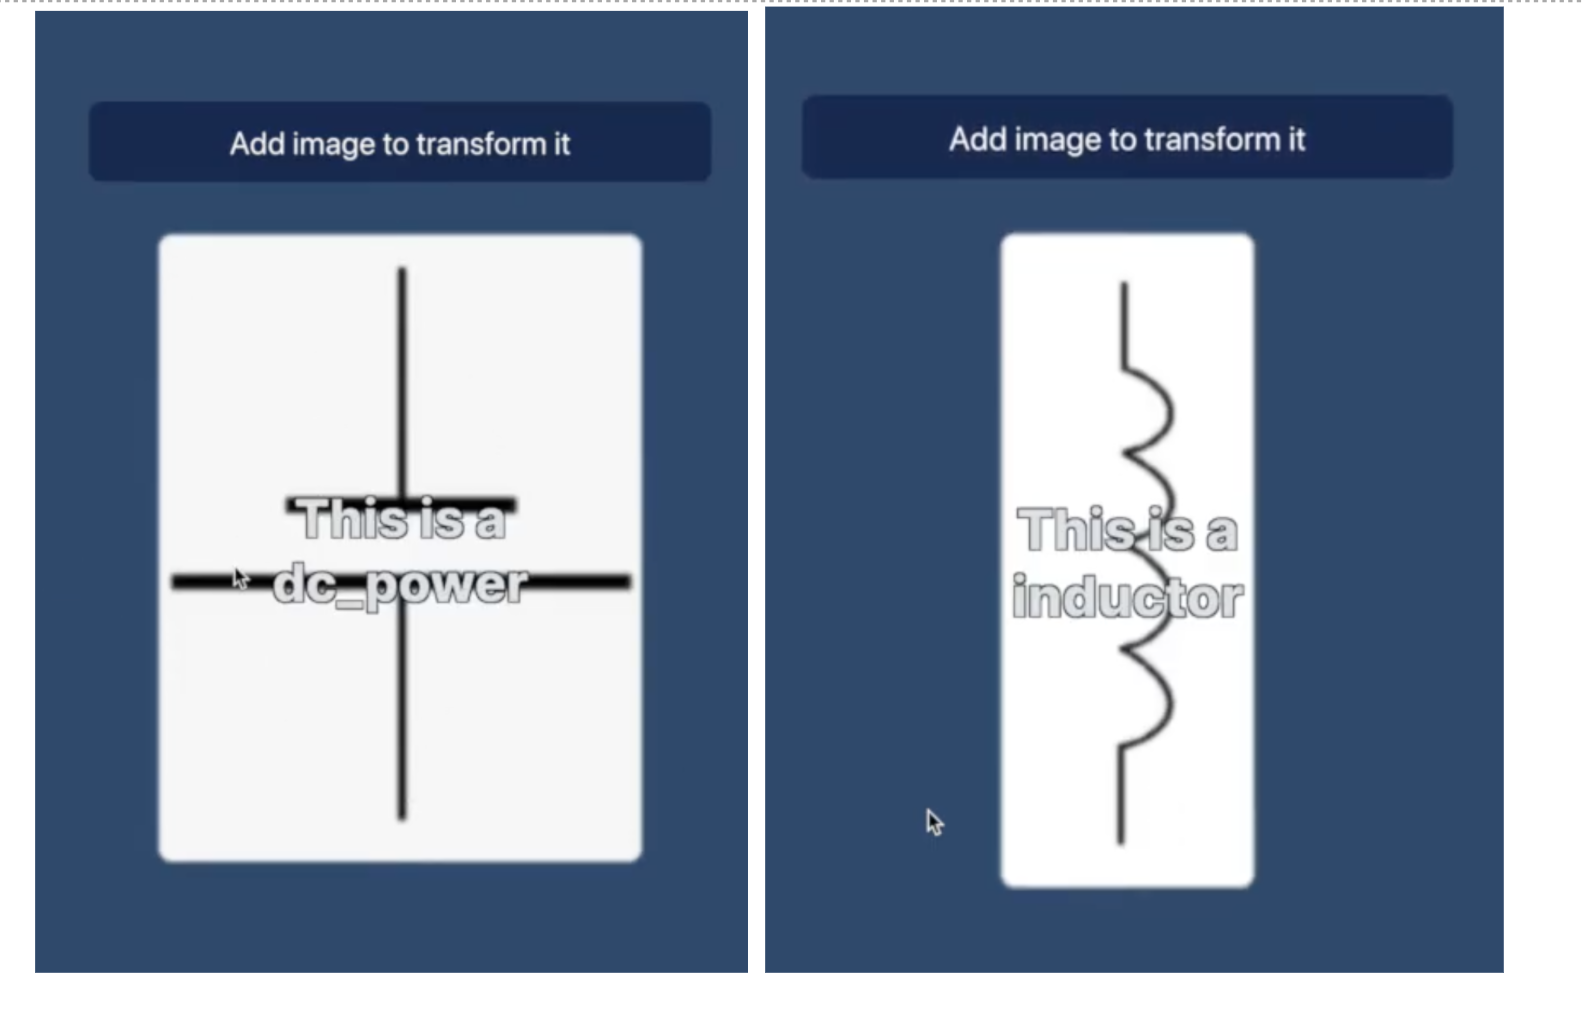 Add image to transform it
This is a
dc_power
Add image to transform it
This is a
inductor